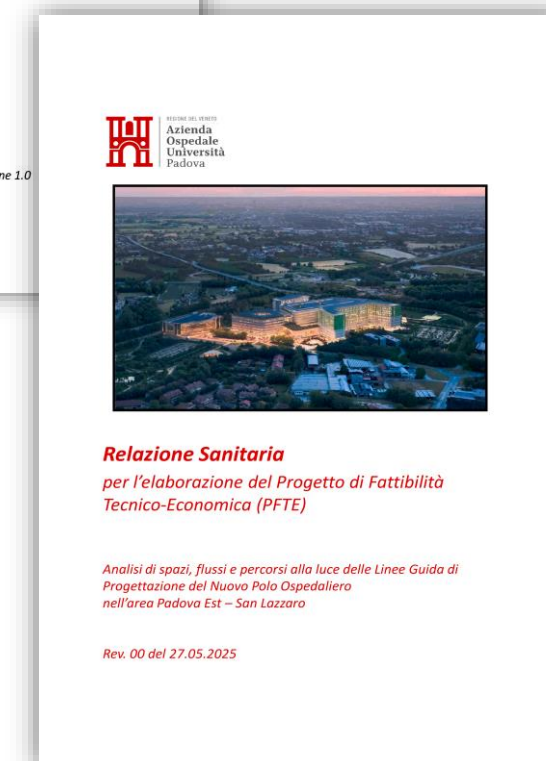 ne 1.0
REGIONE DEL VENETO
Azienda
Ospedale
Università
Padova
Relazione Sanitaria
per l'elaborazione del Progetto di Fattibilità
Tecnico-Economica (PFTE)
Analisi di spazi, flussi e percorsi alla luce delle Linee Guida di
Progettazione del Nuovo Polo Ospedaliero
nell'area Padova Est – San Lazzaro
Rev. 00 del 27.05.2025